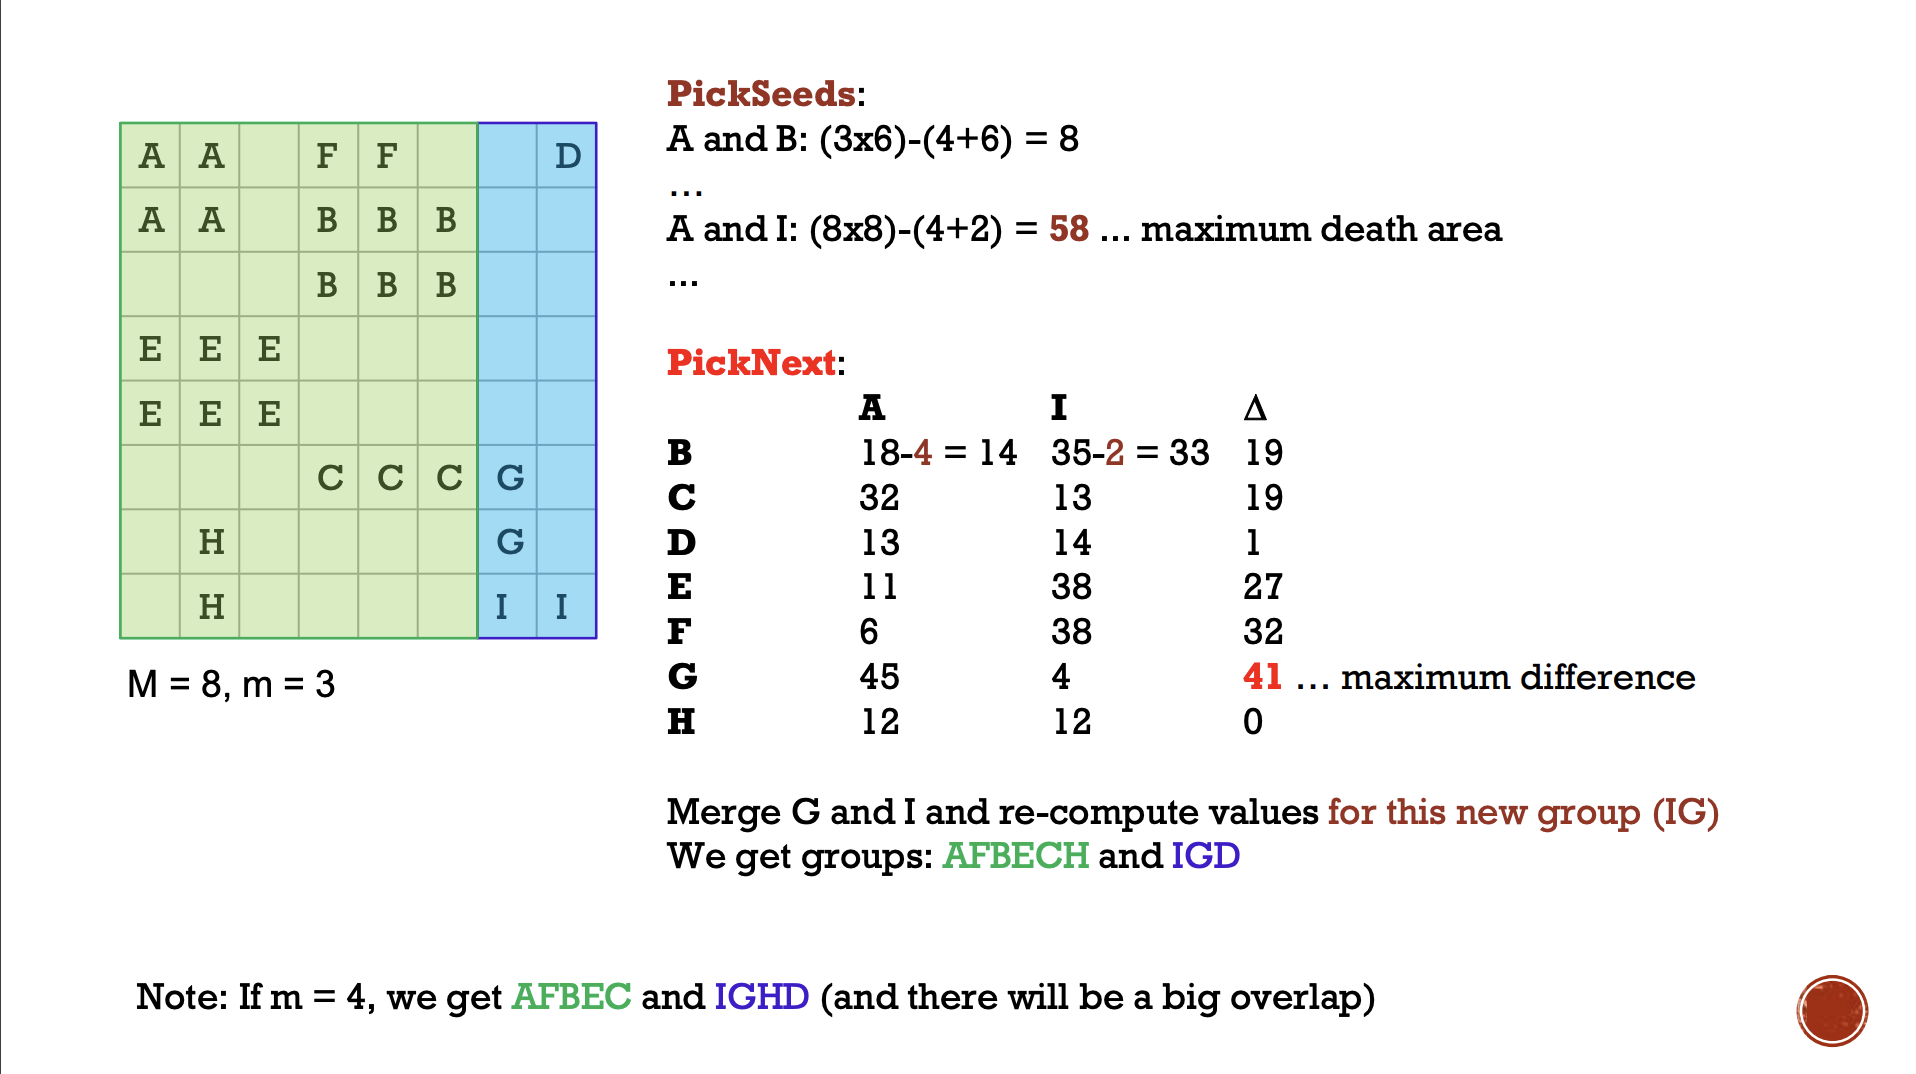 A A F F D
A A B B B
B B B
E E E
E E E
C C C G
H G
H I I
M = 8, m = 3
PickSeeds:
A and B: (3x6)-(4+6) = 8
…
A and I: (8x8)-(4+2) = 58 … maximum death area
…
PickNext:
A I Δ
B 18-4 = 14 35-2 = 33 19
C 32 13 19
D 13 14 1
E 11 38 27
F 6 38 32
G 45 4 41 … maximum difference
H 12 12 0
Merge G and I and re-compute values for this new group (IG)
We get groups: AFBECH and IGD
Note: If m = 4, we get AFBEC and IGHD (and there will be a big overlap)